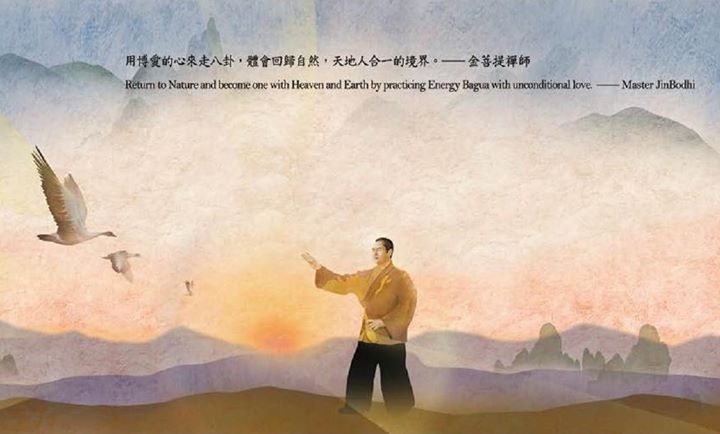 用博愛的心來走八卦，體會回歸自然，天地人合一的境界。—— 金菩提禪師
Return to Nature and become one with Heaven and Earth by practicing Energy Bagua with unconditional love. —— Master JinBodhi